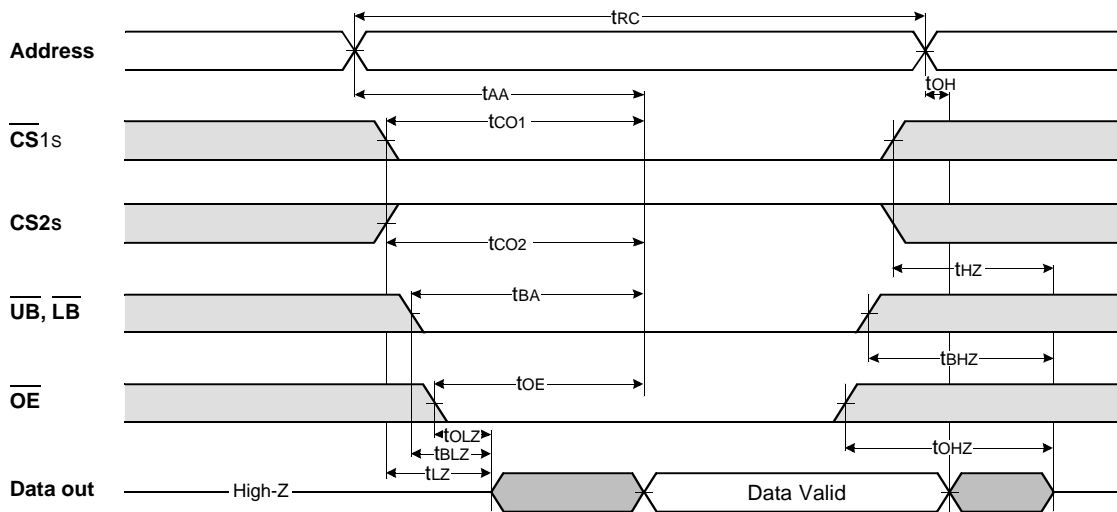 tRC
Address
tOH
tAA
tCO1
CS1S
CS2s
tCO2
tHZ
tBA
UB, LB
tBHZ
tOE
OE
tOLZ
tBLZ
tOHZ
tLZ
Data out
High-Z
Data Valid